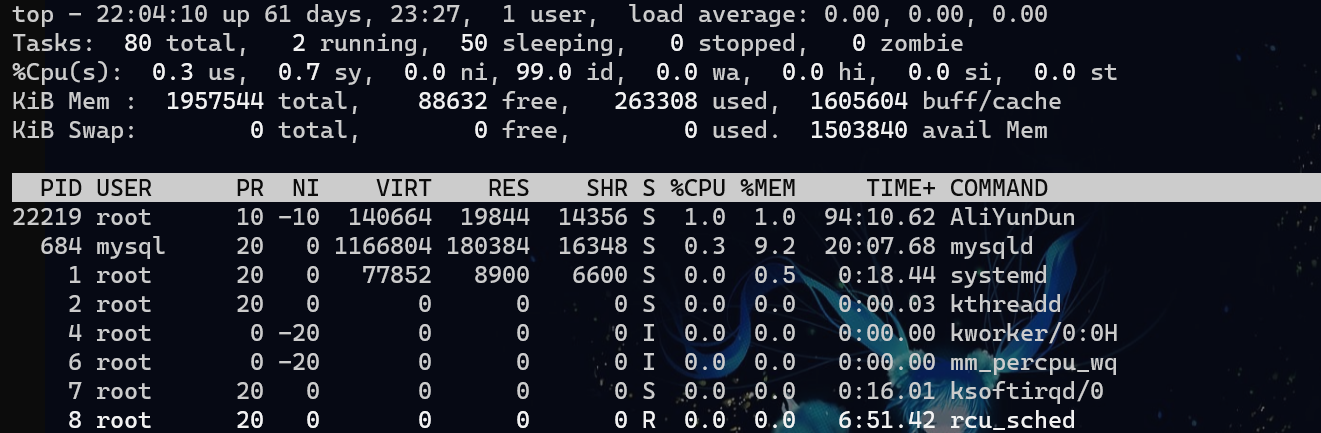 top - 22:04:10 up 61 days, 23:27,  1 user,  load average: 0.00, 0.00, 0.00
Tasks:  80 total,   2 running,  50 sleeping,   0 stopped,   0 zombie
%Cpu(s):  0.3 us,  0.7 sy,  0.0 ni, 99.0 id,  0.0 wa,  0.0 hi,  0.0 si,  0.0 st
KiB Mem :  1957544 total,    88632 free,   263308 used,  1605604 buff/cache
KiB Swap:        0 total,        0 free,        0 used.  1503840 avail Mem
  PID USER      PR  NI    VIRT    RES    SHR S %CPU %MEM     TIME+ COMMAND
22219 root      10 -10  140664  19844  14356 S  1.0  1.0  94:10.62 AliYunDun
  684 mysql     20   0 1166804 180384  16348 S  0.3  9.2  20:07.68 mysqld
    1 root      20   0   77852   8900   6600 S  0.0  0.5   0:18.44 systemd
    2 root      20   0       0      0      0 S  0.0  0.0   0:00.03 kthreadd
    4 root       0 -20       0      0      0 I  0.0  0.0   0:00.00 kworker/0:0H
    6 root       0 -20       0      0      0 I  0.0  0.0   0:00.00 mm_percpu_wq
    7 root      20   0       0      0      0 S  0.0  0.0   0:16.01 ksoftirqd/0
    8 root      20   0       0      0      0 R  0.0  0.0   6:51.42 rcu_sched